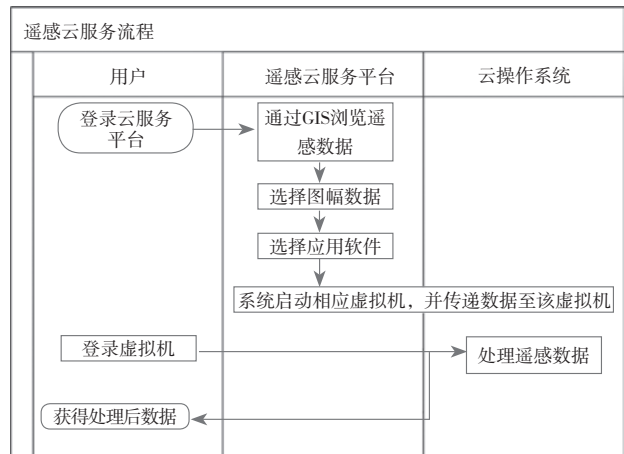 遥感云服务流程
用户
遥感云服务平台
云操作系统
登录云服务
平台
通过GIS浏览遥
感数据
选择图幅数据
选择应用软件
系统启动相应虚拟机，并传递数据至该虚拟机
登录虚拟机
处理遥感数据
获得处理后数据